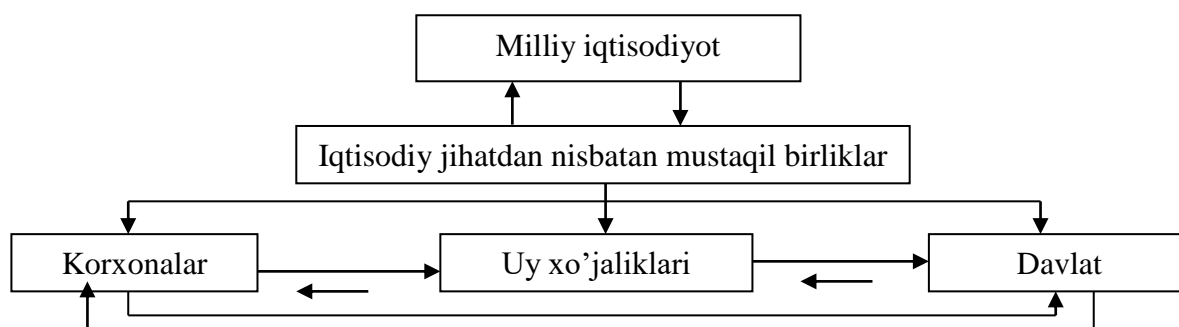 Milliy iqtisodiyot
Iqtisodiy jihatdan nisbatan mustaqil birliklar
Korxonalar
Uy xo’jaliklari
Davlat